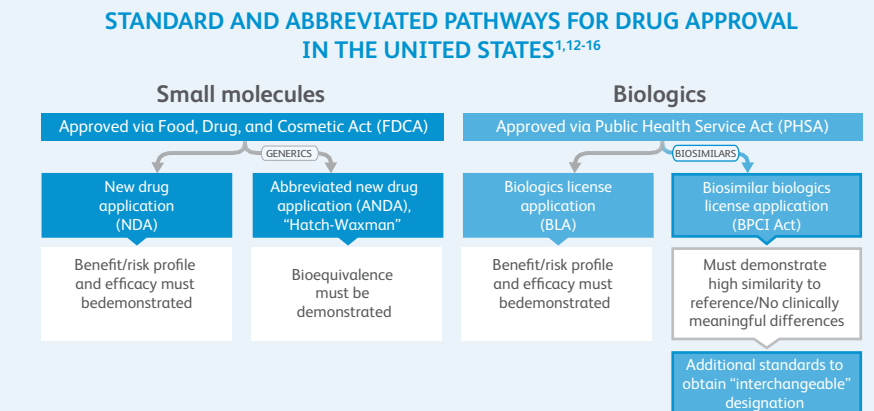 STANDARD AND ABBREVIATED PATHWAYS FOR DRUG APPROVAL
IN THE UNITED STATES1,12-16
Small molecules
Approved via Food, Drug, and Cosmetic Act (FDCA)
GENERICS
New drug
application
(NDA)
Benefit/risk profile
and efficacy must
bedemonstrated
Abbreviated new drug
application (ANDA),
“Hatch-Waxman”
Bioequivalence
must be
demonstrated
Biologics
Approved via Public Health Service Act (PHSA)
BIOSIMILARS
Biologics license
application
(BLA)
Benefit/risk profile
and efficacy must
bedemonstrated
Biosimilar biologics
license application
(BPCI Act)
Must demonstrate
high similarity to
reference/No clinically
meaningful differences
Additional standards to
obtain “interchangeable”
designation